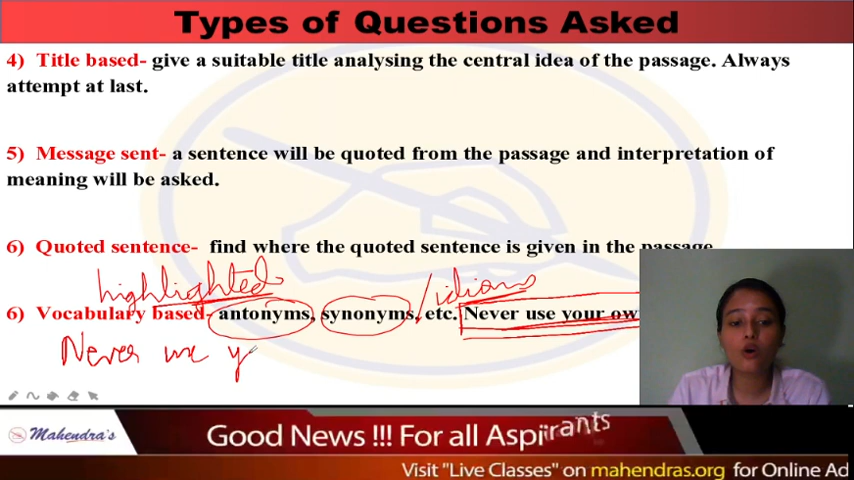 Types of Questions Asked
4) Title based- give a suitable title analysing the central idea of the passage. Always
attempt at last.
5) Message sent- a sentence will be quoted from the passage and interpretation of
meaning will be asked.
6) Quoted sentence- find where the quoted sentence is given in the passage
highlighted / idioms
6) Vocabulary based- antonyms, synonyms, etc. Never use your ow
Never use y
Mahendra's
Good News !!! For all Aspirants
Visit "Live Classes" on mahendras.org for Online Ad